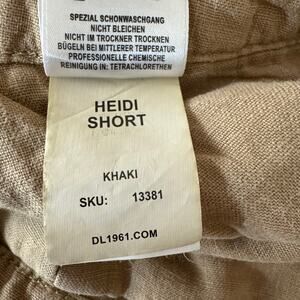 SPEZIAL SCHONWASCHGANG
NICHT BLEICHEN
NICHT IM TROCKNER TROCKNEN
BÜGELN BEI MITTLERER TEMPERATUR
PROFESSIONELLE CHEMISCHE
REINIGUNG IN: TETRACHLORETHEN
HEIDI
SHORT
KHAKI
SKU: 13381
DL1961.COM